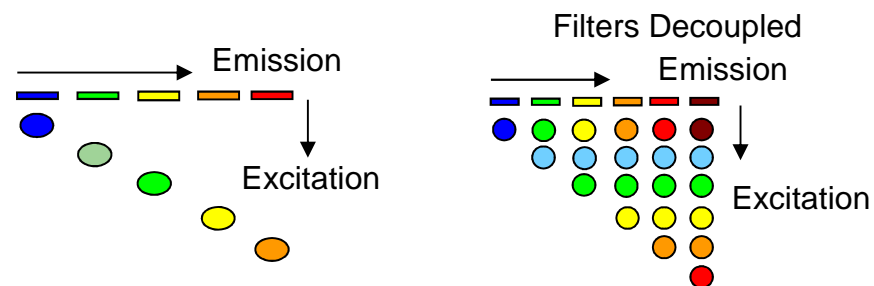 Emission
Excitation
Filters Decoupled
Emission
Excitation